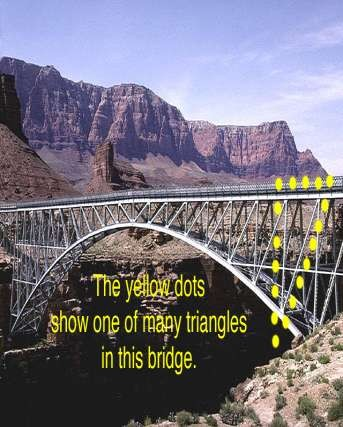 The yellow dots
show one of many triangles
in this bridge.